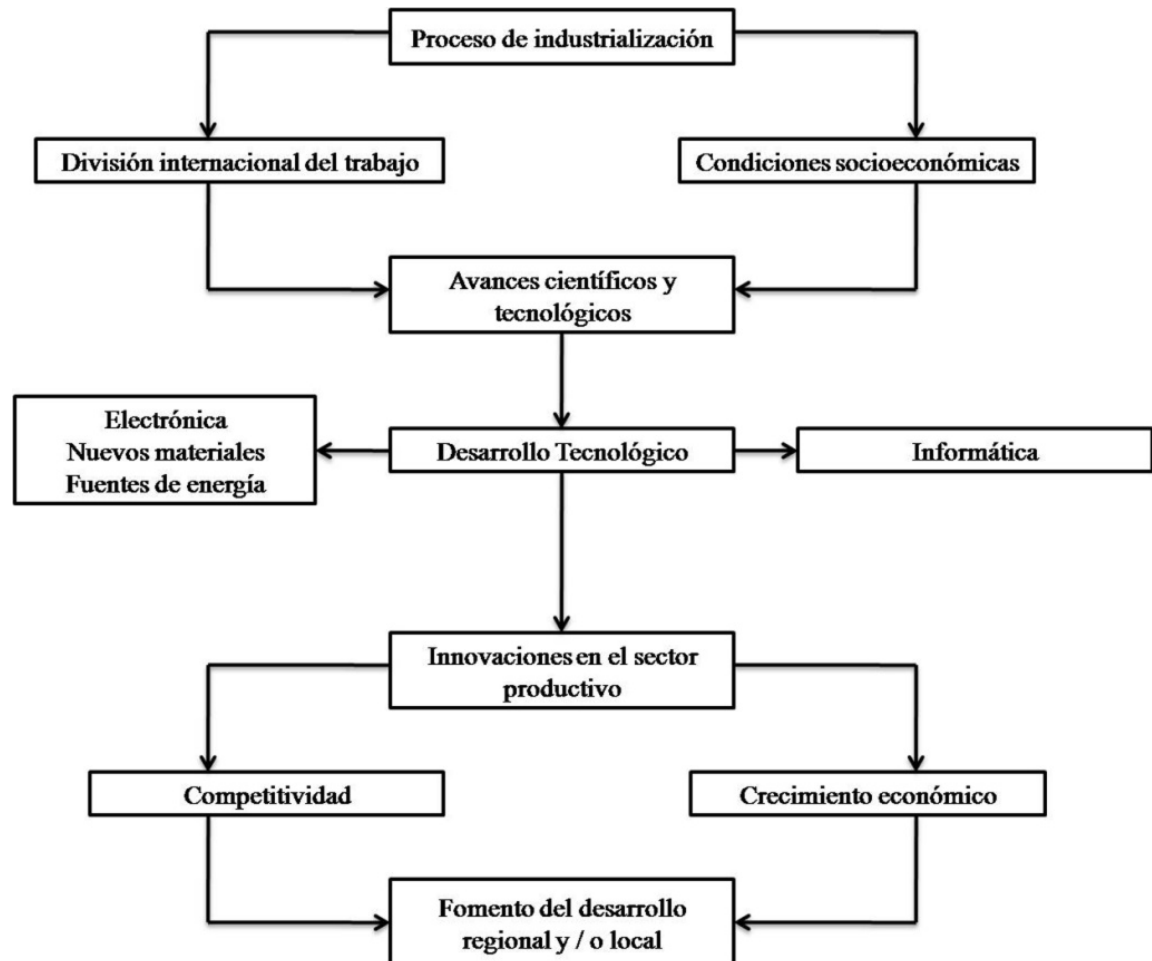 Proceso de industrialización
División internacional del trabajo
Condiciones socioeconómicas
Avances científicos y
tecnológicos
Electrónica
Nuevos materiales
Fuentes de energía
Desarrollo Tecnológico
Informática
Innovaciones en el sector
productivo
Competitividad
Crecimiento económico
Fomento del desarrollo
regional y / o local